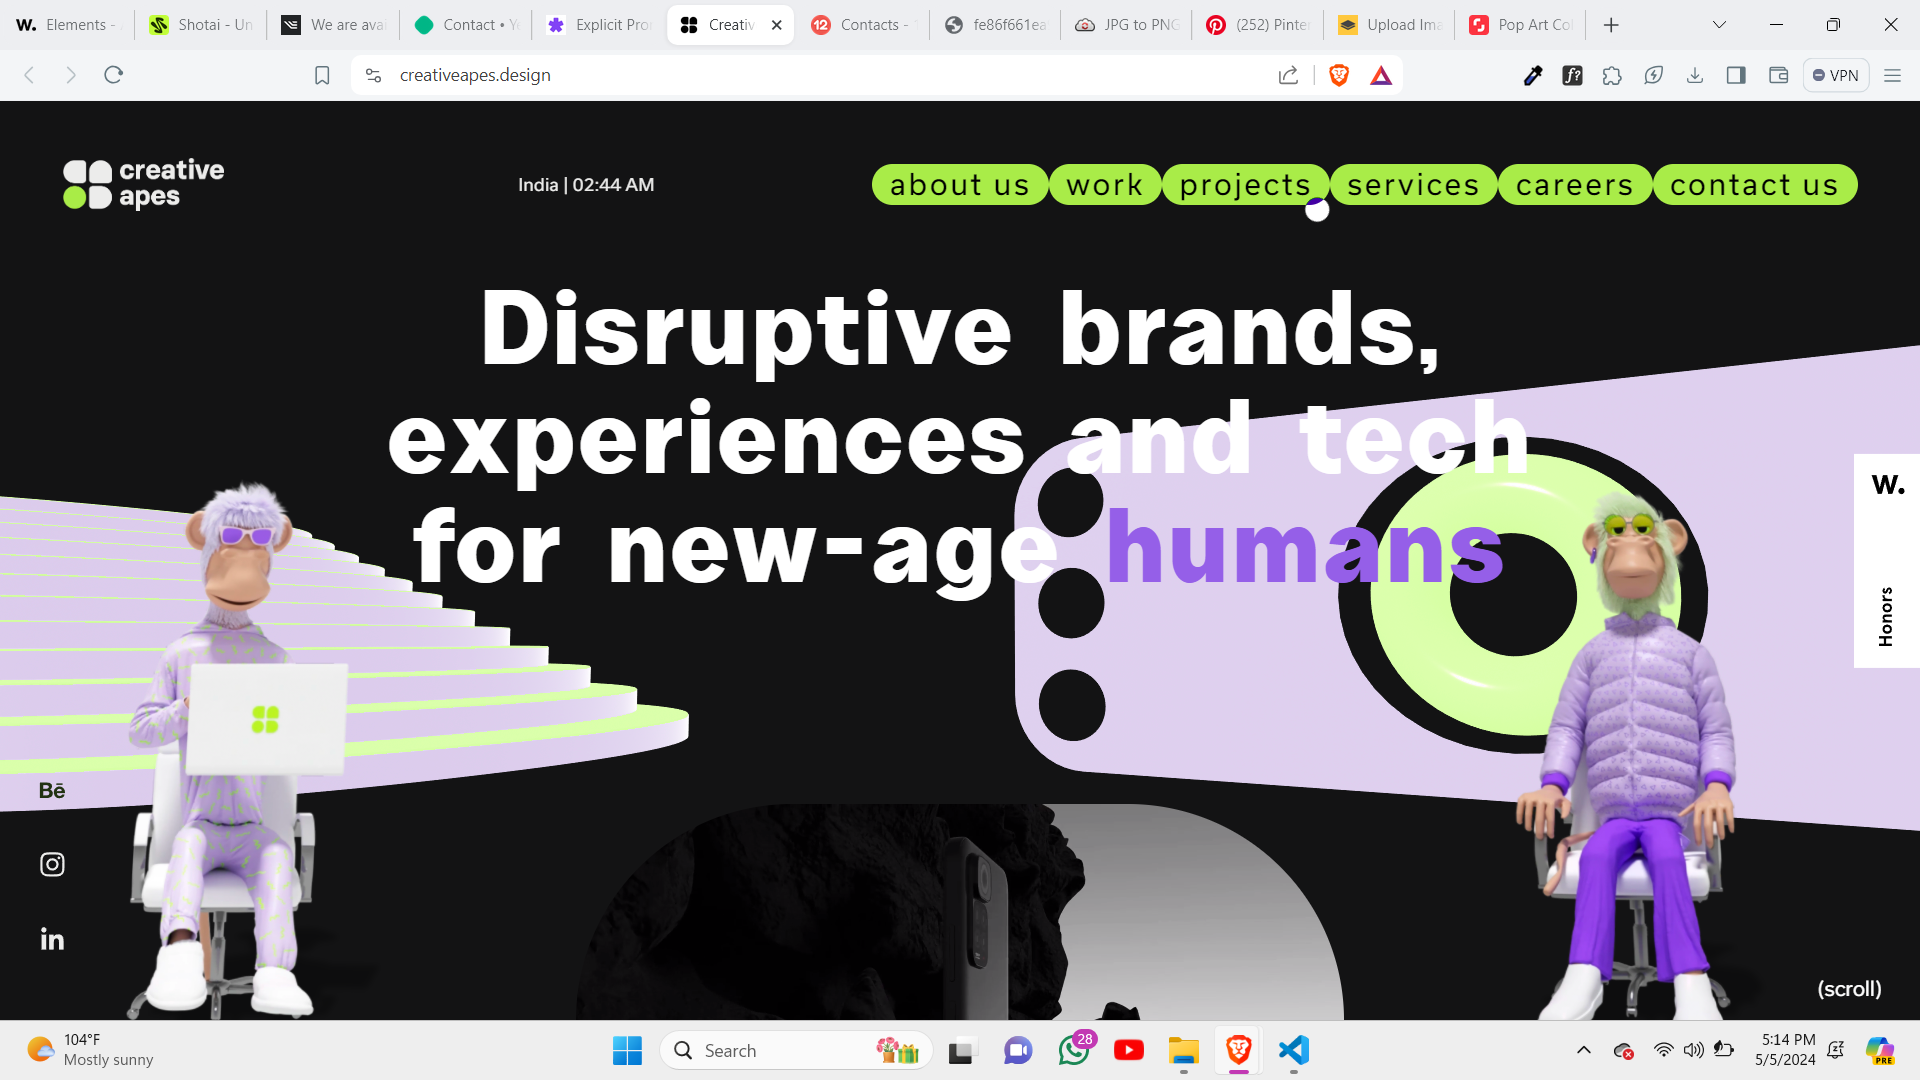 W. Elements -
Shotai - Un
We are avai
Contact • Y
Explicit Pro
Creativ
12 Contacts -
fe86f661ea
JPG to PNG
(252) Pinter
Upload Ima
Pop Art Co
creativeapes.design
f?
VPN
creative
apes
India | 02:44 AM
about us
work
projects
services
careers
contact us
Disruptive brands,
experiences and tech
for new-age humans
W.
Honors
Bē
in
(scroll)
104°F
Mostly sunny
Search
28
5:14 PM
5/5/2024
PRE